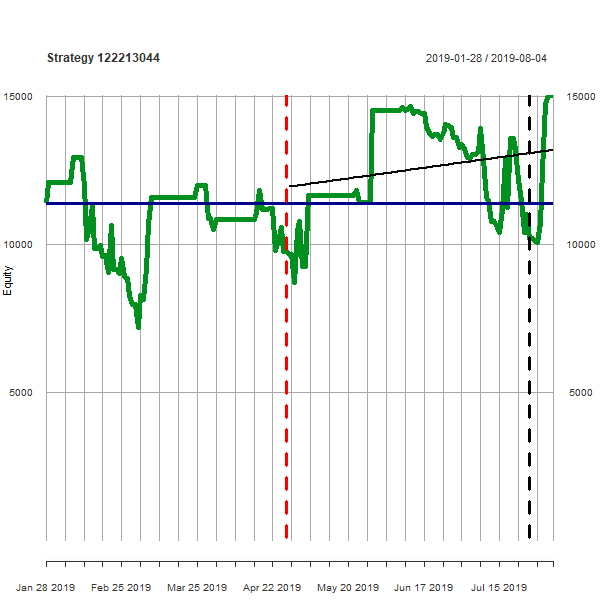 Strategy 122213044
2019-01-28 / 2019-08-04
15000
15000
10000
10000
Equity
5000
5000
Jan 28 2019
Feb 25 2019
Mar 25 2019
Apr 22 2019
May 20 2019
Jun 17 2019
Jul 15 2019